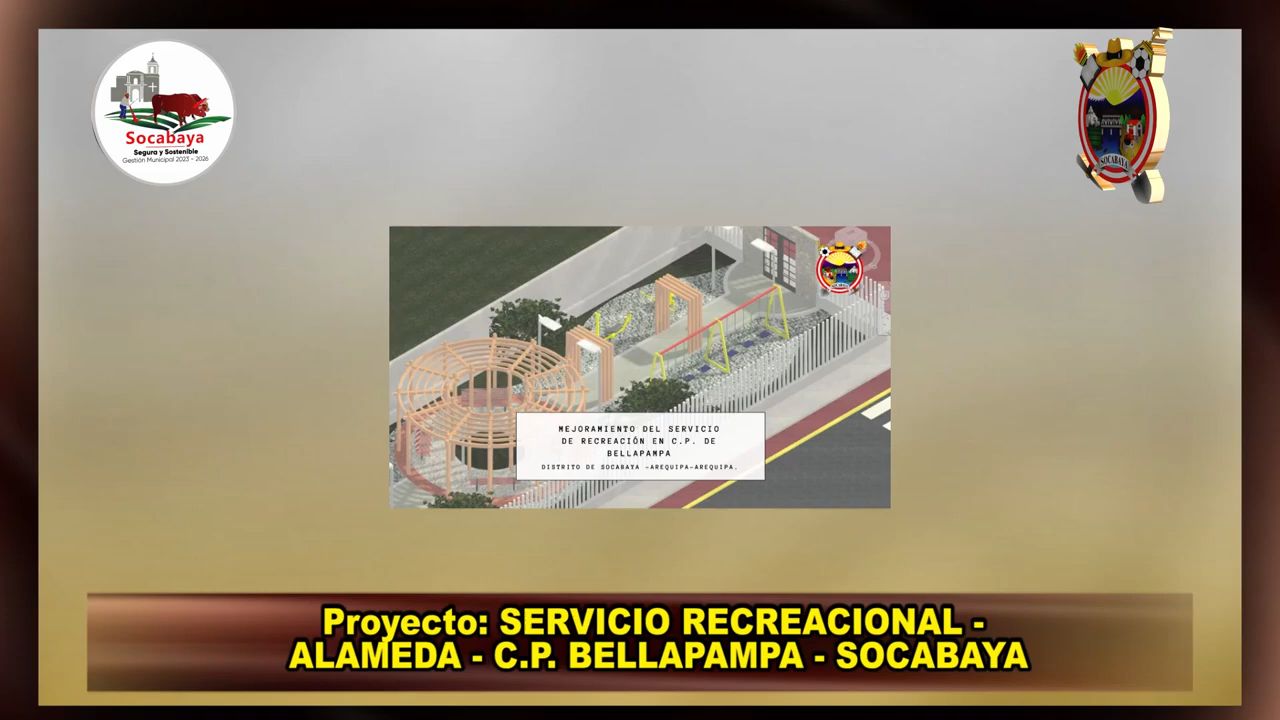 Socabaya
Segura y Sostenible
Gestión Municipal 2023 - 2026
SOCABAYA
MEJORAMIENTO DEL SERVICIO
DE RECREACIÓN EN C.P. DE
BELLAPAMPA
DISTRITO DE SOCABAYA -AREQUIPA-AREQUIPA.
Proyecto: SERVICIO RECREACIONAL -
ALAMEDA - C.P. BELLAPAMPA - SOCABAYA